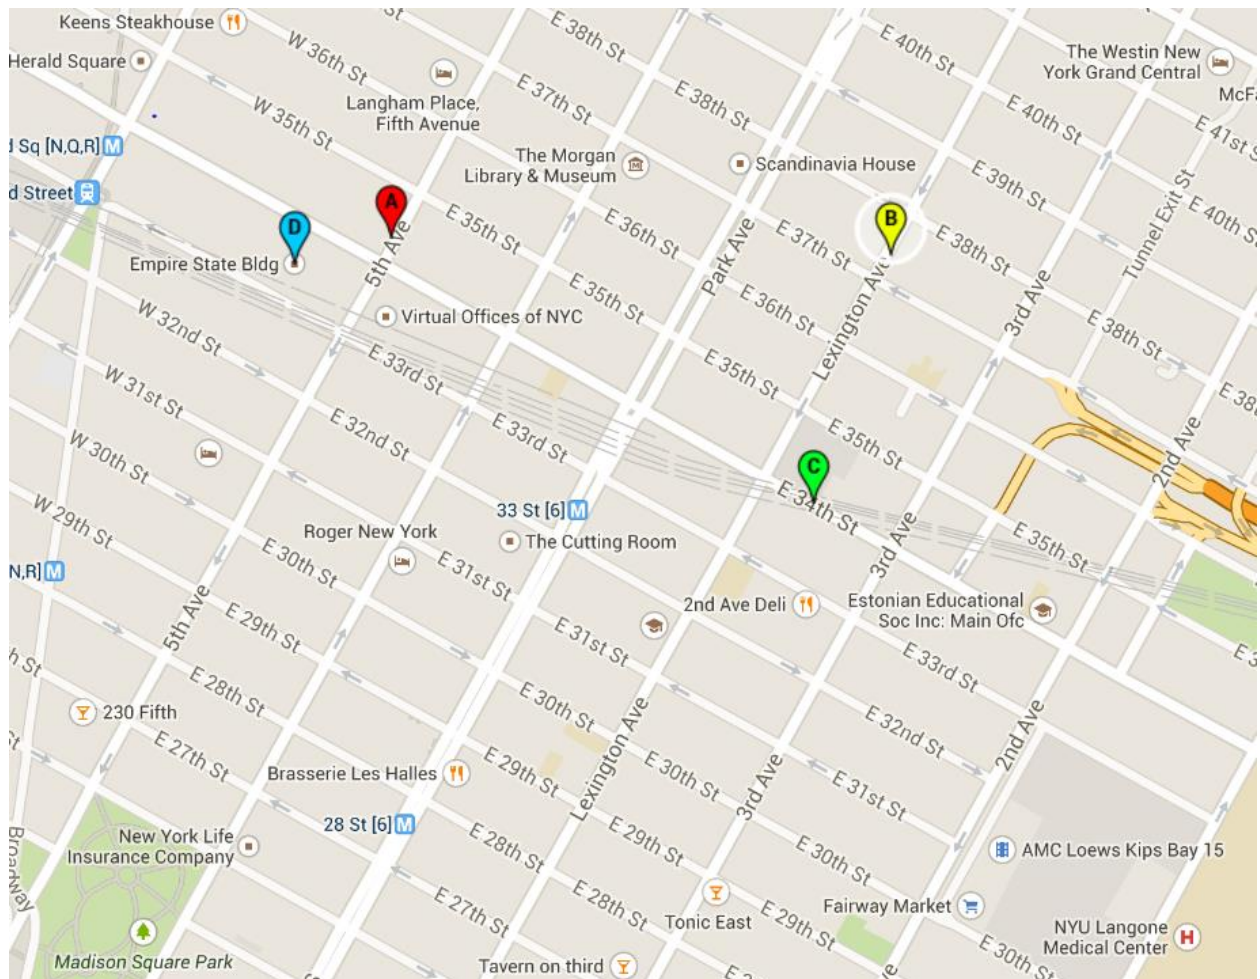 Keens Steakhouse
E 38th St
E 40th St
The Westin New
York Grand Central
Herald Square
W 36th St
Langham Place,
Fifth Avenue
E 37th St
E 38th St
E 40th St
E 41st St
W 35th St
The Morgan
Library & Museum
Scandinavia House
E 39th St
E 40th St
A
B
D
E 35th St
E 36th St
E 37th St
E 38th St
Tunnel Exit St
5th Ave
Park Ave
Lexington Ave
3rd Ave
Empire State Bldg
Virtual Offices of NYC
E 35th St
E 36th St
E 38th St
W 32nd St
E 33rd St
E 35th St
W 31st St
E 32nd St
E 33rd St
E 35th St
W 30th St
2nd Ave
C
E 34th St
W 29th St
33 St [6]
M
Roger New York
The Cutting Room
E 30th St
E 31st St
3rd Ave
E 35th St
M
5th Ave
E 29th St
2nd Ave Deli
Estonian Educational
Soc Inc: Main Ofc
E 31st St
E 33rd St
E 28th St
230 Fifth
E 30th St
E 32nd St
2nd Ave
Lexington Ave
E 27th St
Brasserie Les Halles
E 29th St
E 30th St
3rd Ave
E 31st St
28 St [6]
M
New York Life
Insurance Company
E 28th St
E 29th St
E 30th St
AMC Loews Kips Bay 15
Broadway
E 27th St
E 28th St
Tonic East
E 29th St
Fairway Market
E 30th St
NYU Langone
Medical Center
H
Madison Square Park
Tavern on third